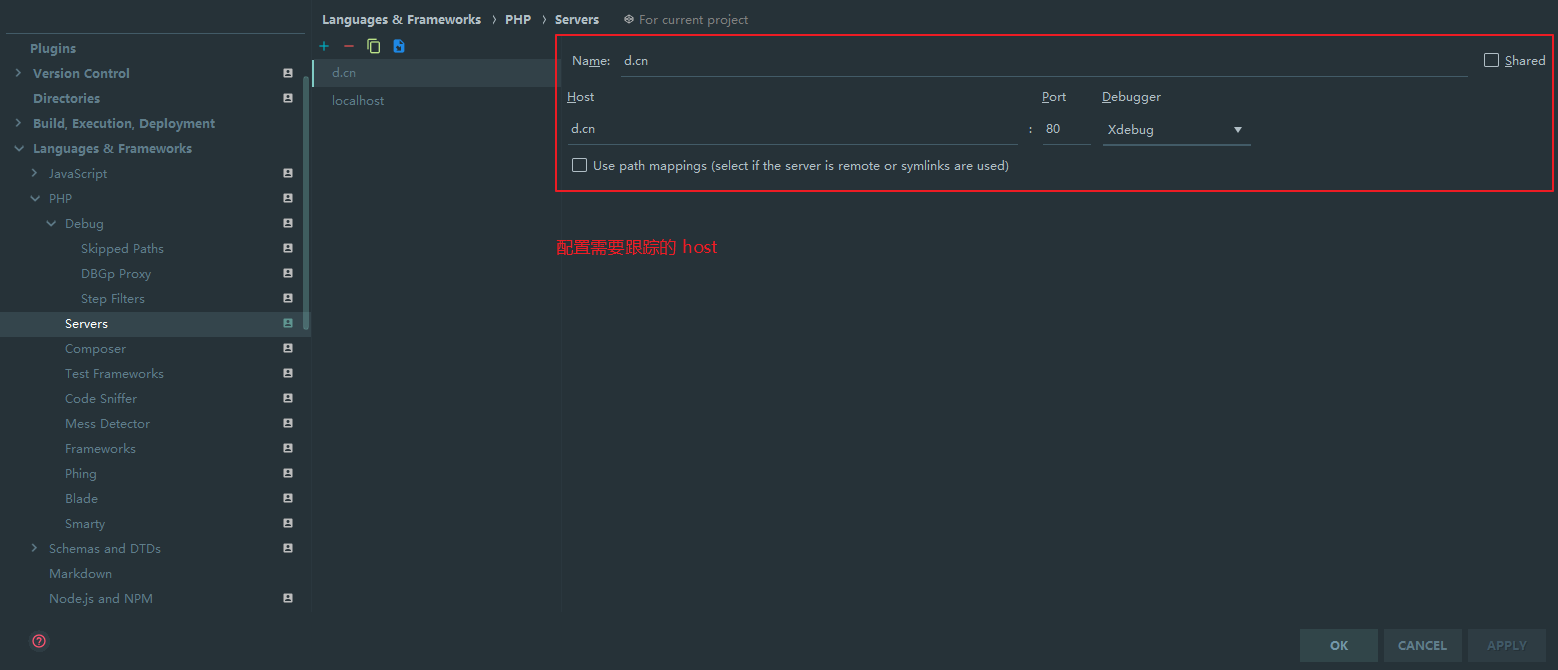 Languages & Frameworks › PHP › Servers For current project
Plugins
Version Control
Directories
Build, Execution, Deployment
Languages & Frameworks
JavaScript
PHP
Debug
Skipped Paths
DBGp Proxy
Step Filters
Servers
Composer
Test Frameworks
Code Sniffer
Mess Detector
Frameworks
Phing
Blade
Smarty
Schemas and DTDs
Markdown
Node.js and NPM
d.cn
localhost
Name: d.cn Shared
Host Port Debugger
d.cn : 80 Xdebug
Use path mappings (select if the server is remote or symlinks are used)
配置需要跟踪的 host
? OK CANCEL APPLY